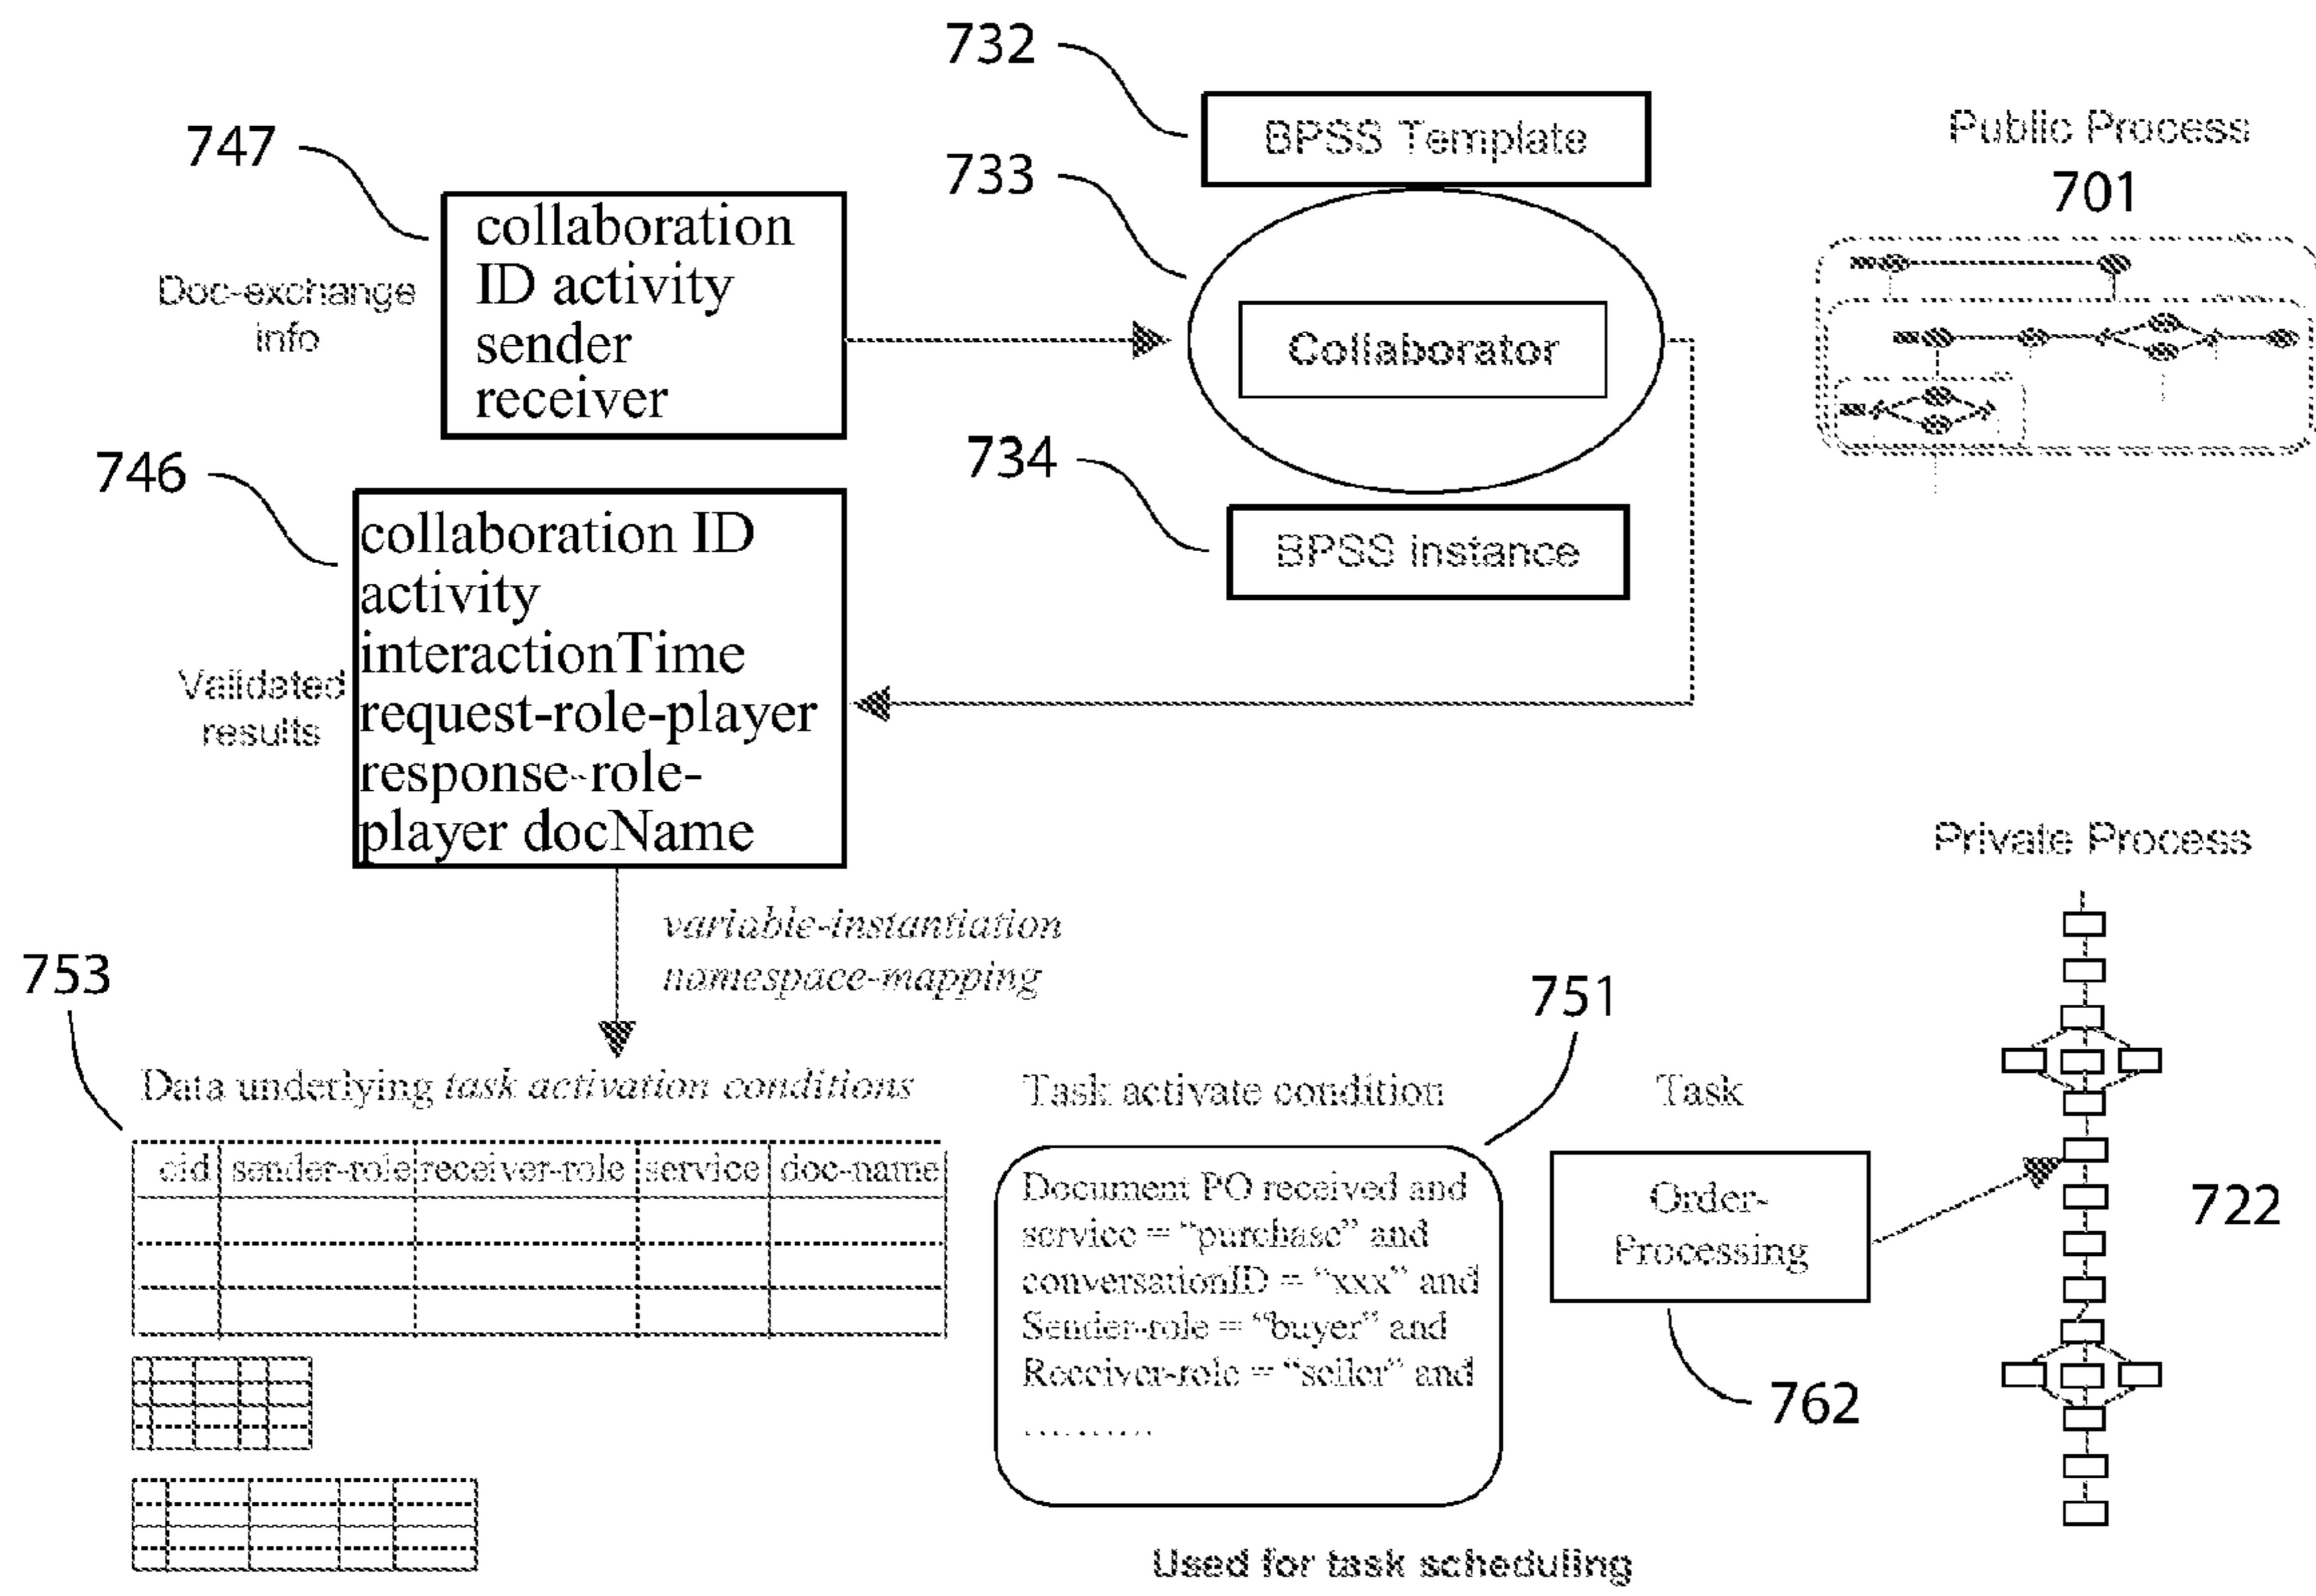 732
BPSS Template
Public Process
701
747
733
collaboration
ID activity
sender
receiver
Doc-exchange
info
Collaborator
746
734
BPSS instance
collaboration ID
activity
interactionTime
request-role-player
response-role-
player docName
Validated
results
Private Process
variable-instantiation
namespace-mapping
753
751
Data underlying task activation conditions
Task activate condition
Task
cid sender-role receiver-role service doc-name
Document PO received and
service = “purchase” and
conversationID = “xxx” and
Sender-role = “buyer” and
Receiver-role = “seller” and
..........
Order-
Processing
722
762
Used for task scheduling